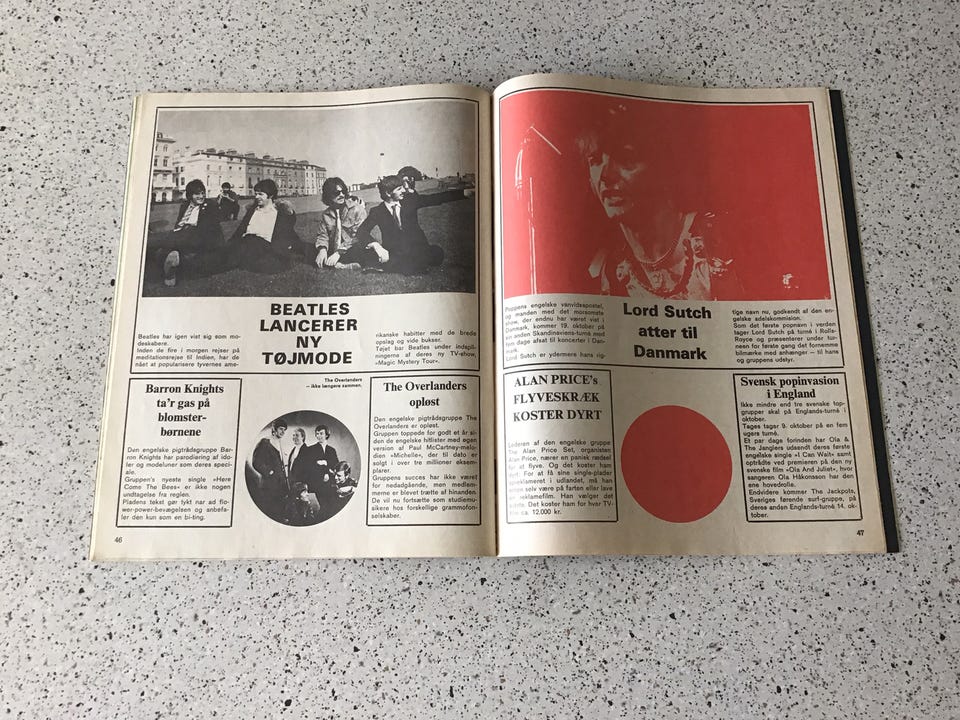 BEATLES
LANCERER
NY
TØJMODE
Beatles har igen vist sig som mo-
deskabere.
Inden de fire i morgen rejser på
meditationsrejse til Indien, har de
nået at popularisere tyvernes ame-
rikanske habitter med de brede
opslag og vide bukser.
Tøjet bar Beatles under indspil-
ningerne af deres ny TV-show,
»Magic Mystery Tour«.
Barron Knights
ta'r gas på
blomster-
børnene
Den engelske pigtrådsgruppe Bar-
ron Knights har parodiering af ido-
ler og modeluner som deres speci-
ale.
Gruppens nyeste single »Here
Come The Bees« er ikke nogen
undtagelse fra reglen.
Pladens tekst gør tykt nar ad flo-
wer-power-bevægelsen og anbefa-
ler den kun som en bi-ting.
The Overlanders
– ikke længere sammen.
The Overlanders
opløst
Den engelske pigtrådsgruppe The
Overlanders er opløst.
Gruppen toppede for godt et år si-
den de engelske hitlister med egen
version af Paul McCartney-melo-
dien »Michelle«, der til dato er
solgt i over tre millioner eksem-
plarer.
Gruppens succes har ikke været
for nedadgående, men medlem-
merne er blevet trætte af hinanden.
De vil nu fortsætte som studiemu-
sikere hos forskellige grammofon-
selskaber.
46
Lord Sutch
atter til
Danmark
Poppens engelske vanvidsapostel,
og manden med det morsomste
show, der endnu har været vist i
Danmark, kommer 19. oktober på
sin anden Skandinaviens-turné med
fem dage afsat til koncerter i Dan-
mark.
Lord Sutch er ydermere hans rig-
tige navn nu, godkendt af den en-
gelske adelskommision.
Som det første popnavn i verden
tager Lord Sutch på turné i Rolls-
Royce og præsenterer under tur-
neen for første gang det fornemme
bilmærke med anhænger – til hans
og gruppens udstyr.
ALAN PRICE's
FLYVESKRÆK
KOSTER DYRT
Lederen af den engelske gruppe
The Alan Price Set, organisten
Alan Price, nærer en panisk rædsel
for at flyve. Og det koster ham
dyrt. For at få sine single-plader
reklameret i udlandet, må han
enten selv være på farten eller lave
reklamefilm. Han vælger det
sidste. Det koster ham for hver TV-
film ca. 12.000 kr.
Svensk popinvasion
i England
Ikke mindre end tre svenske top-
grupper skal på Englands-turné i
oktober.
Tages tager 9. oktober på en fem
ugers turné.
Et par dage forinden har Ola &
The Janglers udsendt deres første
engelske single »I Can Wait« samt
optrådte ved premieren på den ny
svenske film »Ola And Juliet«, hvor
sangeren Ola Håkonsson har den
ene hovedrolle.
Endvidere kommer The Jackpots,
Sveriges førende surf-gruppe, på
deres anden Englands-turné 14. ok-
tober.
47